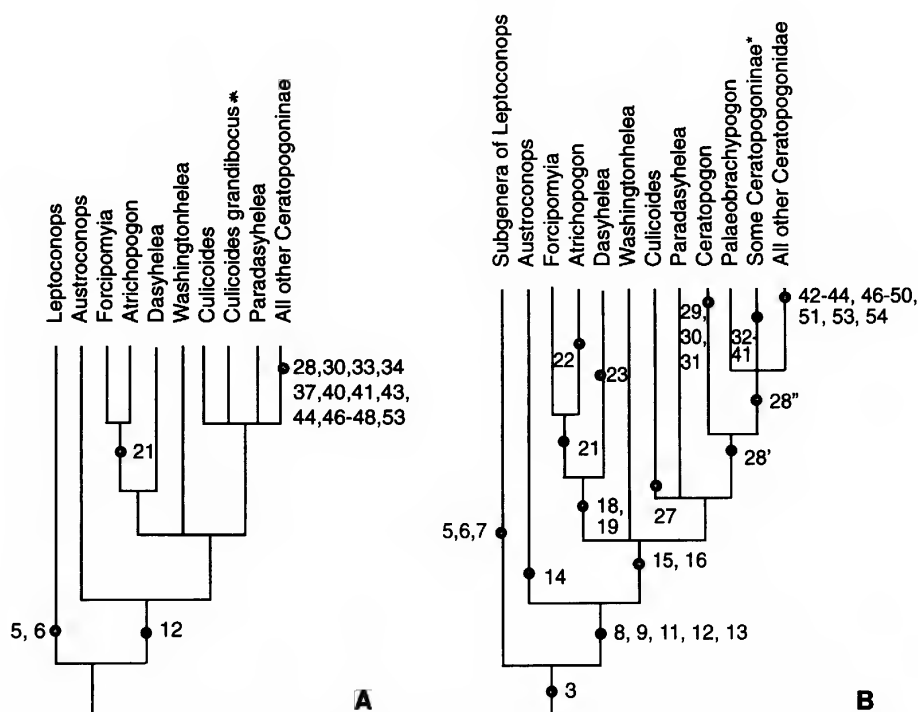 Leptoconops
Austroconops
Forcipomyia
Atrichopogon
Dasyhelea
Washingtonhelea
Culicoides
Culicoides grandibocus*
Paradasyhelea
All other Ceratopogoninae
28,30,33,34
37,40,41,43,
44,46-48,53
21
5, 6
12
A
Subgenera of Leptoconops
Austroconops
Forcipomyia
Atrichopogon
Dasyhelea
Washingtonhelea
Culicoides
Paradasyhelea
Ceratopogon
Palaeobrachypogon
Some Ceratopogoninae*
All other Ceratopogonidae
42-44, 46-50,
51, 53, 54
29,
30,
31
32-
41
22
23
28"
21
28'
18,
19
27
5,6,7
15, 16
14
8, 9, 11, 12, 13
3
B